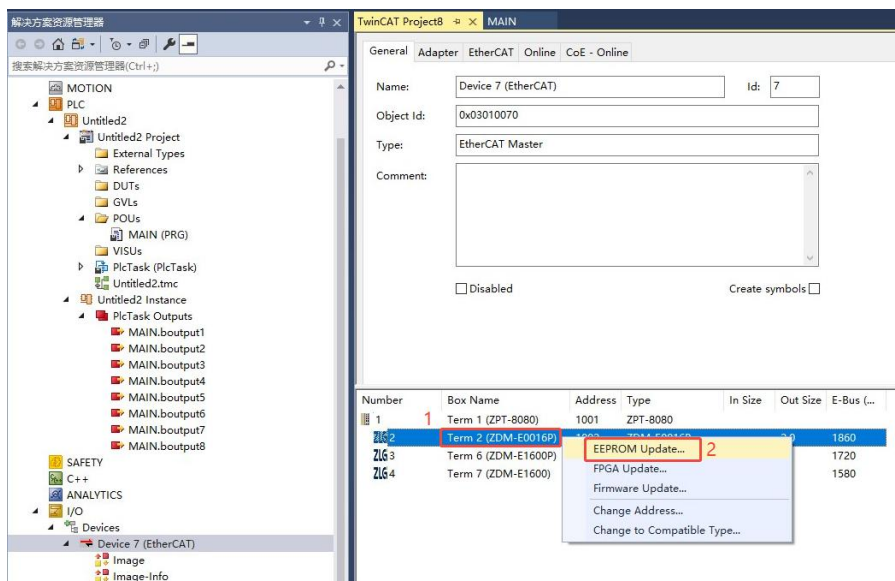 解决方案资源管理器
搜索解决方案资源管理器(Ctrl+;)
MOTION
PLC
Untitled2
Untitled2 Project
External Types
References
DUTs
GVLs
POUs
MAIN (PRG)
VISUs
PlcTask (PlcTask)
Untitled2.tmc
Untitled2 Instance
PlcTask Outputs
MAIN.boutput1
MAIN.boutput2
MAIN.boutput3
MAIN.boutput4
MAIN.boutput5
MAIN.boutput6
MAIN.boutput7
MAIN.boutput8
SAFETY
C++
ANALYTICS
I/O
Devices
Device 7 (EtherCAT)
Image
Image-Info
TwinCAT Project8 MAIN
General Adapter EtherCAT Online CoE - Online
Name: Device 7 (EtherCAT) Id: 7
Object Id: 0x03010070
Type: EtherCAT Master
Comment:
Disabled Create symbols
Number Box Name Address Type In Size Out Size E-Bus (...
1 1 Term 1 (ZPT-8080) 1001 ZPT-8080
ZLG 2 Term 2 (ZDM-E0016P) 1860
ZLG 3 Term 6 (ZDM-E1600P) 1720
ZLG 4 Term 7 (ZDM-E1600) 1580
EEPROM Update... 2
FPGA Update...
Firmware Update...
Change Address...
Change to Compatible Type...